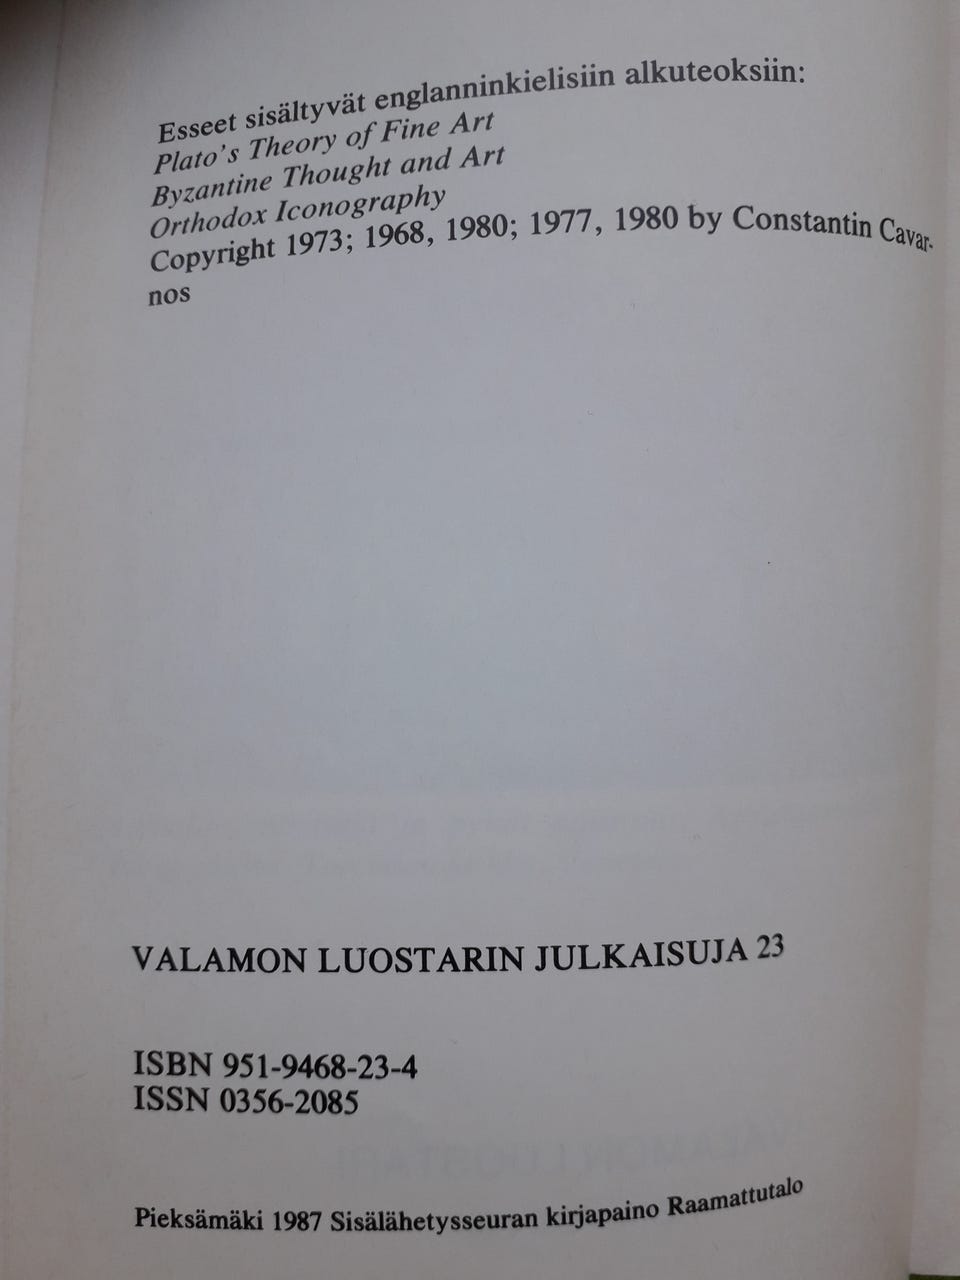 Esseet sisältyvät englanninkielisiin alkuteoksiin:
Plato's Theory of Fine Art
Byzantine Thought and Art
Orthodox Iconography
Copyright 1973; 1968, 1980; 1977, 1980 by Constantin Cavar-
nos
VALAMON LUOSTARIN JULKAISUJA 23
ISBN 951-9468-23-4
ISSN 0356-2085
Pieksämäki 1987 Sisälähetysseuran kirjapaino Raamattutalo